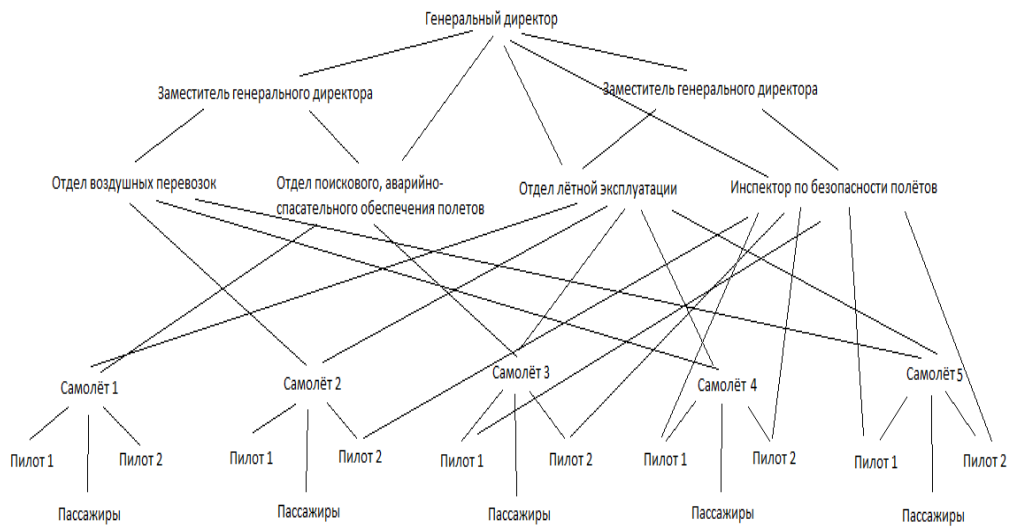 Генеральный директор
Заместитель генерального директора
Заместитель генерального директора
Отдел воздушных перевозок
Отдел поискового, аварийно-
спасательного обеспечения полетов
Отдел лётной эксплуатации
Инспектор по безопасности полётов
Самолёт 1
Самолёт 2
Самолёт 3
Самолёт 4
Самолёт 5
Пилот 1
Пилот 2
Пилот 1
Пилот 2
Пилот 1
Пилот 2
Пилот 1
Пилот 2
Пилот 1
Пилот 2
Пассажиры
Пассажиры
Пассажиры
Пассажиры
Пассажиры